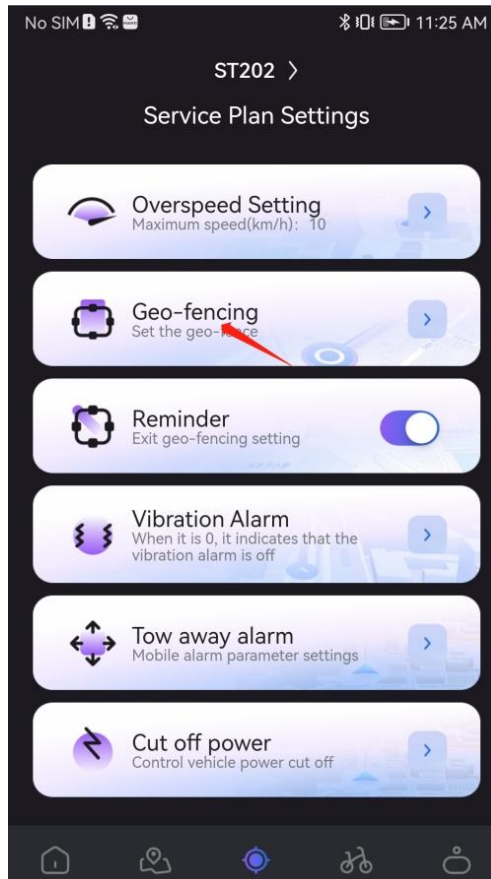 No SIM 11:25 AM
ST202 >
Service Plan Settings
Overspeed Setting
Maximum speed(km/h): 10
Geo-fencing
Set the geo-fence
Reminder
Exit geo-fencing setting
Vibration Alarm
When it is 0, it indicates that the
vibration alarm is off
Tow away alarm
Mobile alarm parameter settings
Cut off power
Control vehicle power cut off